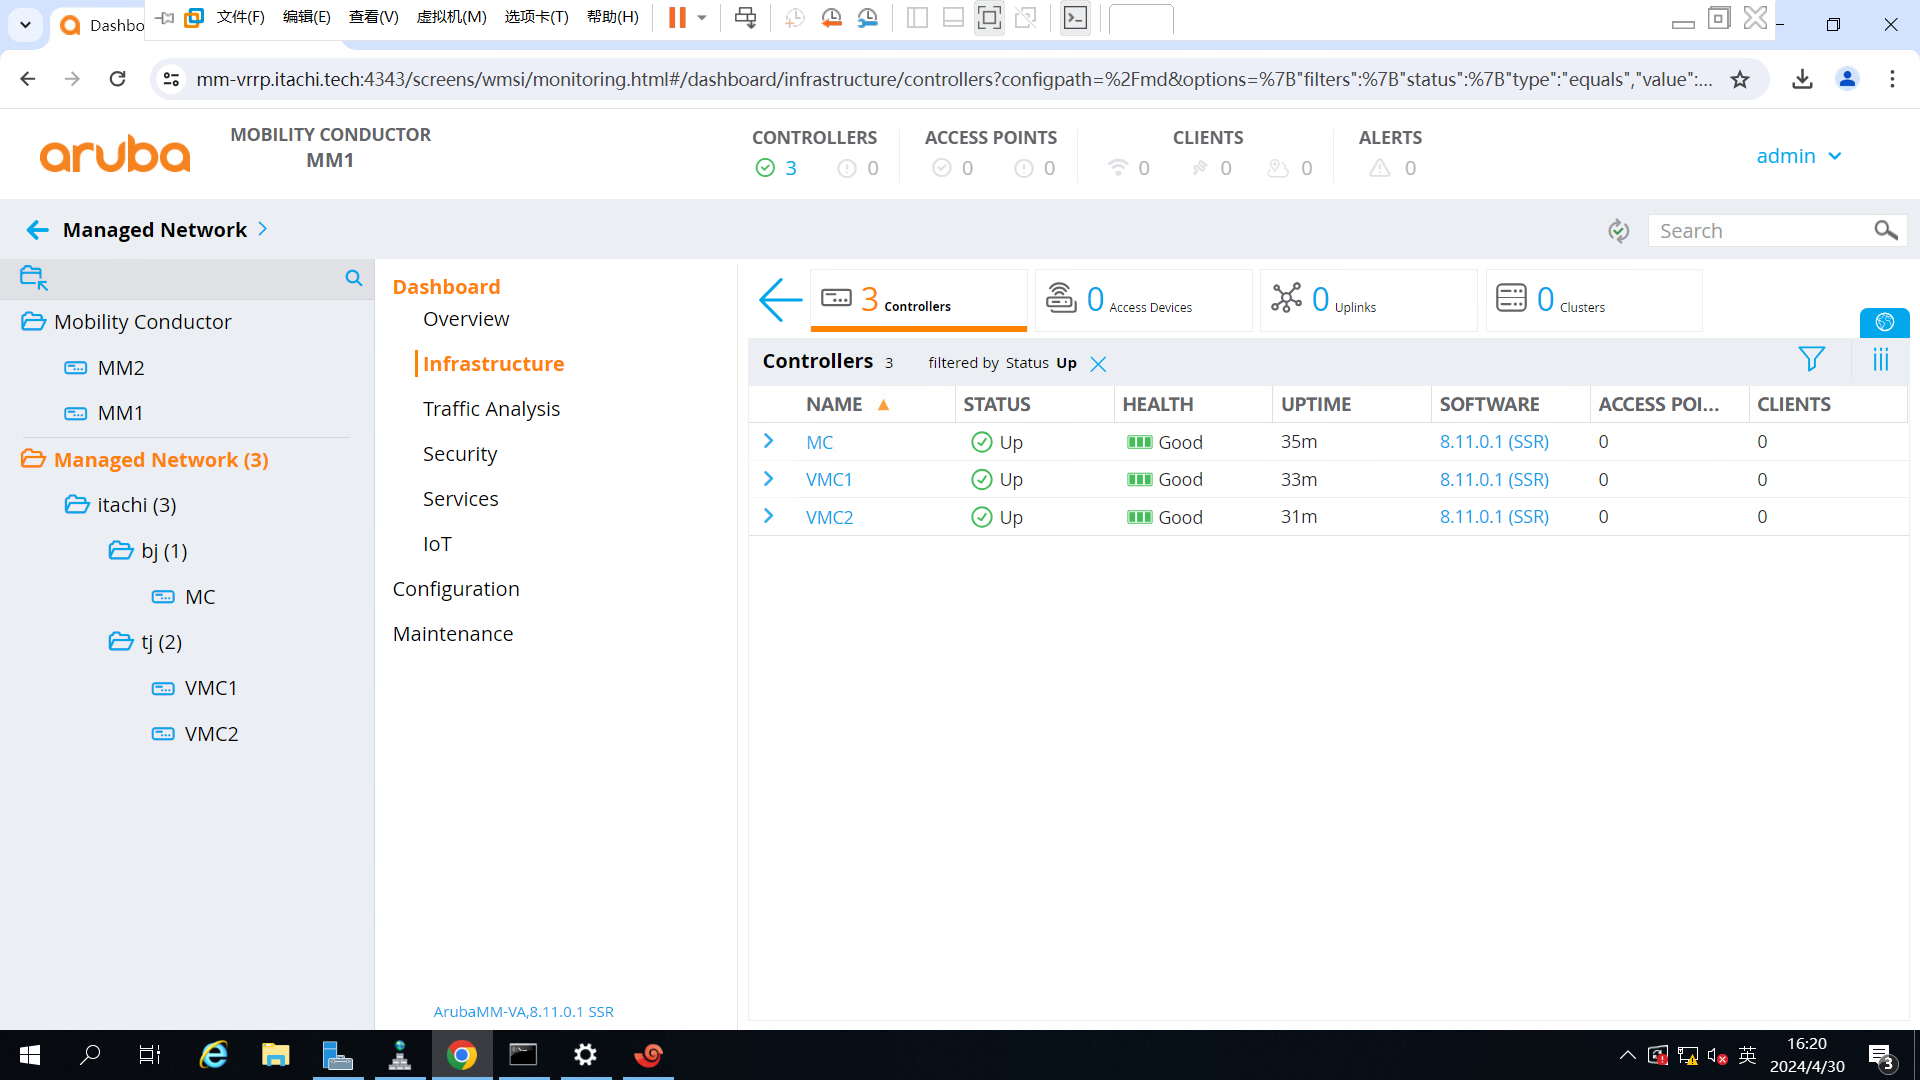 Dashbo
文件(F) 编辑(E) 查看(V) 虚拟机(M) 选项卡(T) 帮助(H)
mm-vrrp.itachi.tech:4343/screens/wmsi/monitoring.html#/dashboard/infrastructure/controllers?configpath=%2Fmd&options=%7B"filters":%7B"status":%7B"type":"equals","value":...
aruba
MOBILITY CONDUCTOR
MM1
CONTROLLERS ACCESS POINTS CLIENTS ALERTS
3 0 0 0 0 0 0 0
admin
Managed Network
Search
Mobility Conductor
MM2
MM1
Managed Network (3)
itachi (3)
bj (1)
MC
tj (2)
VMC1
VMC2
Dashboard
Overview
Infrastructure
Traffic Analysis
Security
Services
IoT
Configuration
Maintenance
ArubaMM-VA,8.11.0.1 SSR
3 Controllers 0 Access Devices 0 Uplinks 0 Clusters
Controllers 3 filtered by Status Up
NAME STATUS HEALTH UPTIME SOFTWARE ACCESS POI... CLIENTS
MC Up Good 35m 8.11.0.1 (SSR) 0 0
VMC1 Up Good 33m 8.11.0.1 (SSR) 0 0
VMC2 Up Good 31m 8.11.0.1 (SSR) 0 0
英
16:20
2024/4/30
3